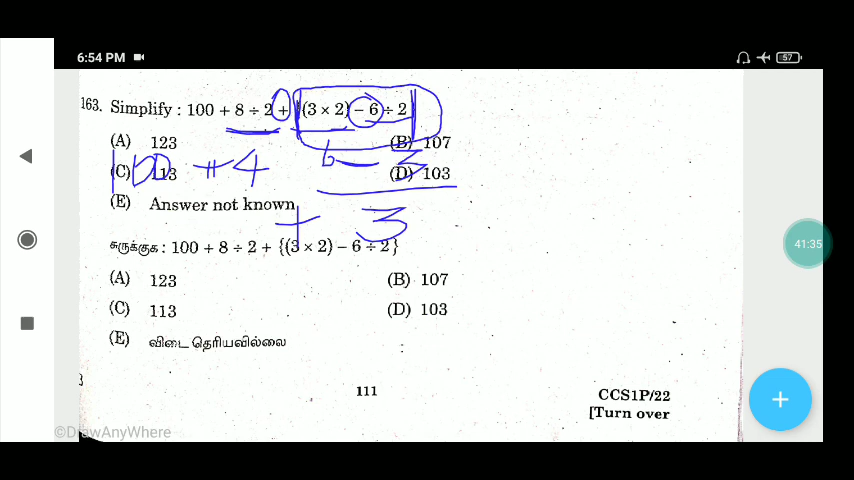 6:54 PM
57
163. Simplify : 100 + 8 ÷ 2 + {(3 × 2) − 6 ÷ 2}
(A) 123 (B) 107
(C) 113 (D) 103
100 + 4 6 − 3
(E) Answer not known
+ 3
சுருக்குக : 100 + 8 ÷ 2 + {(3 × 2) − 6 ÷ 2}
(A) 123 (B) 107
(C) 113 (D) 103
(E) விடை தெரியவில்லை
41:35
111
CCS1P/22
[Turn over
©DrawAnyWhere